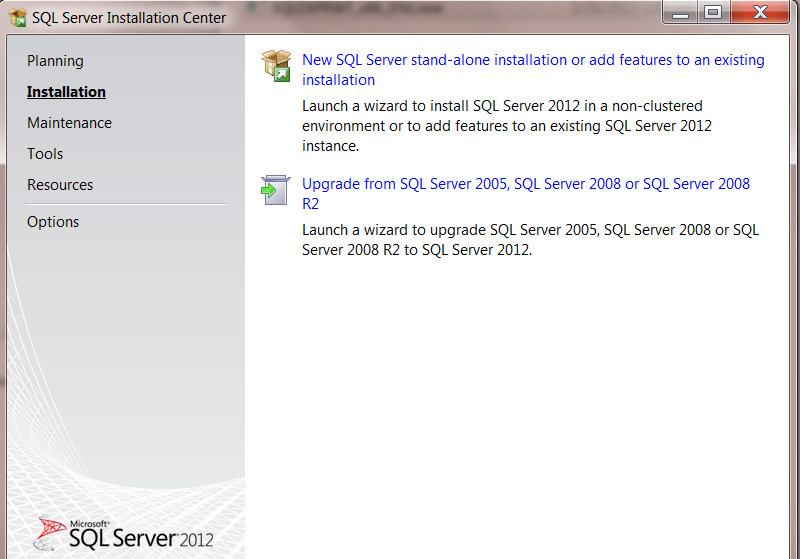 SQL Server Installation Center
Planning
Installation
Maintenance
Tools
Resources
Options
New SQL Server stand-alone installation or add features to an existing
installation
Launch a wizard to install SQL Server 2012 in a non-clustered
environment or to add features to an existing SQL Server 2012
instance.
Upgrade from SQL Server 2005, SQL Server 2008 or SQL Server 2008
R2
Launch a wizard to upgrade SQL Server 2005, SQL Server 2008 or SQL
Server 2008 R2 to SQL Server 2012.
Microsoft®
SQL Server 2012